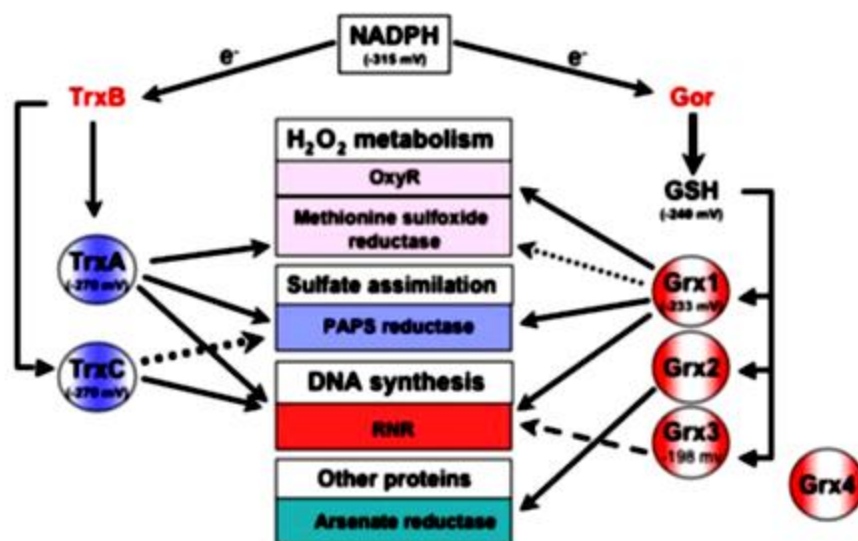 NADPH
(-315 mV)
e-
e-
TrxB
Gor
H₂O₂ metabolism
OxyR
Methionine sulfoxide
reductase
GSH
(-240 mV)
TrxA
(-270 mV)
Sulfate assimilation
PAPS reductase
Grx1
(-233 mV)
TrxC
(-270 mV)
DNA synthesis
RNR
Grx2
Grx3
-198 mv
Other proteins
Arsenate reductase
Grx4